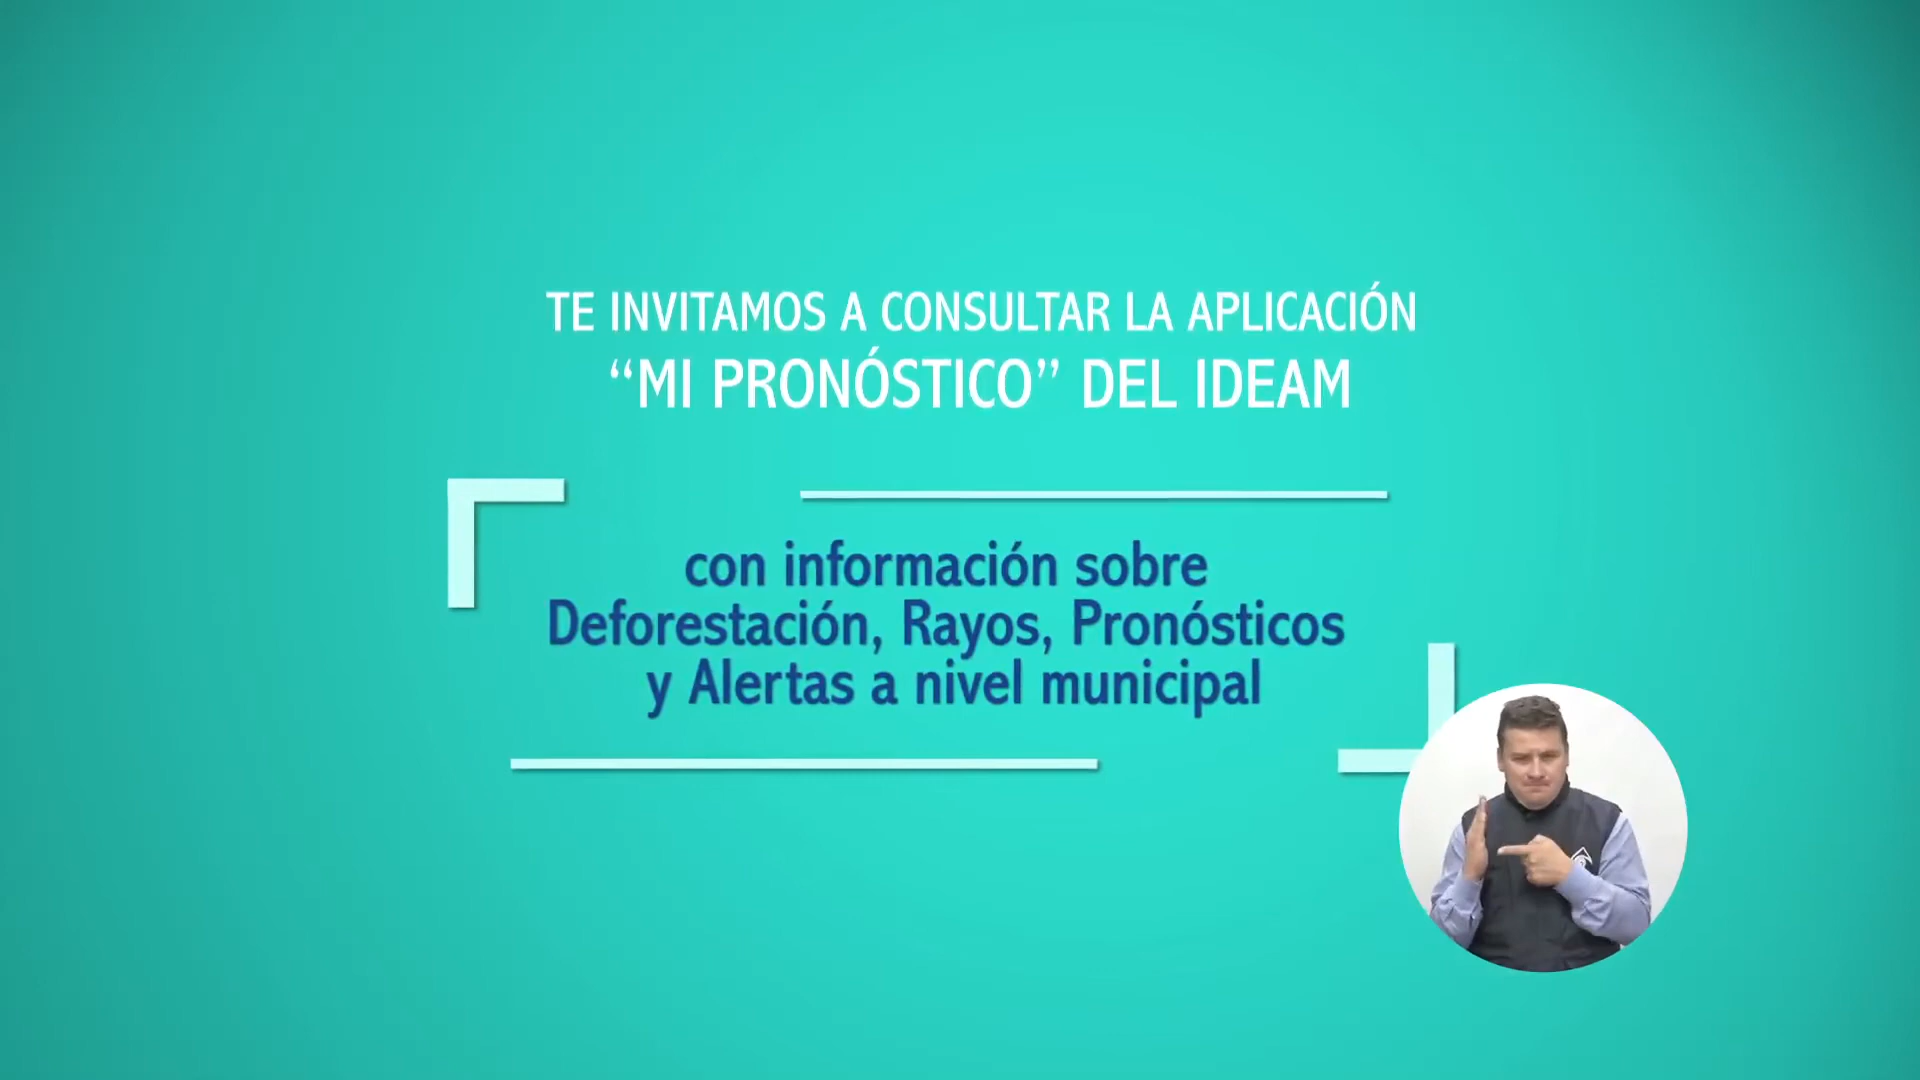 TE INVITAMOS A CONSULTAR LA APLICACIÓN
“MI PRONÓSTICO” DEL IDEAM
con información sobre
Deforestación, Rayos, Pronósticos
y Alertas a nivel municipal